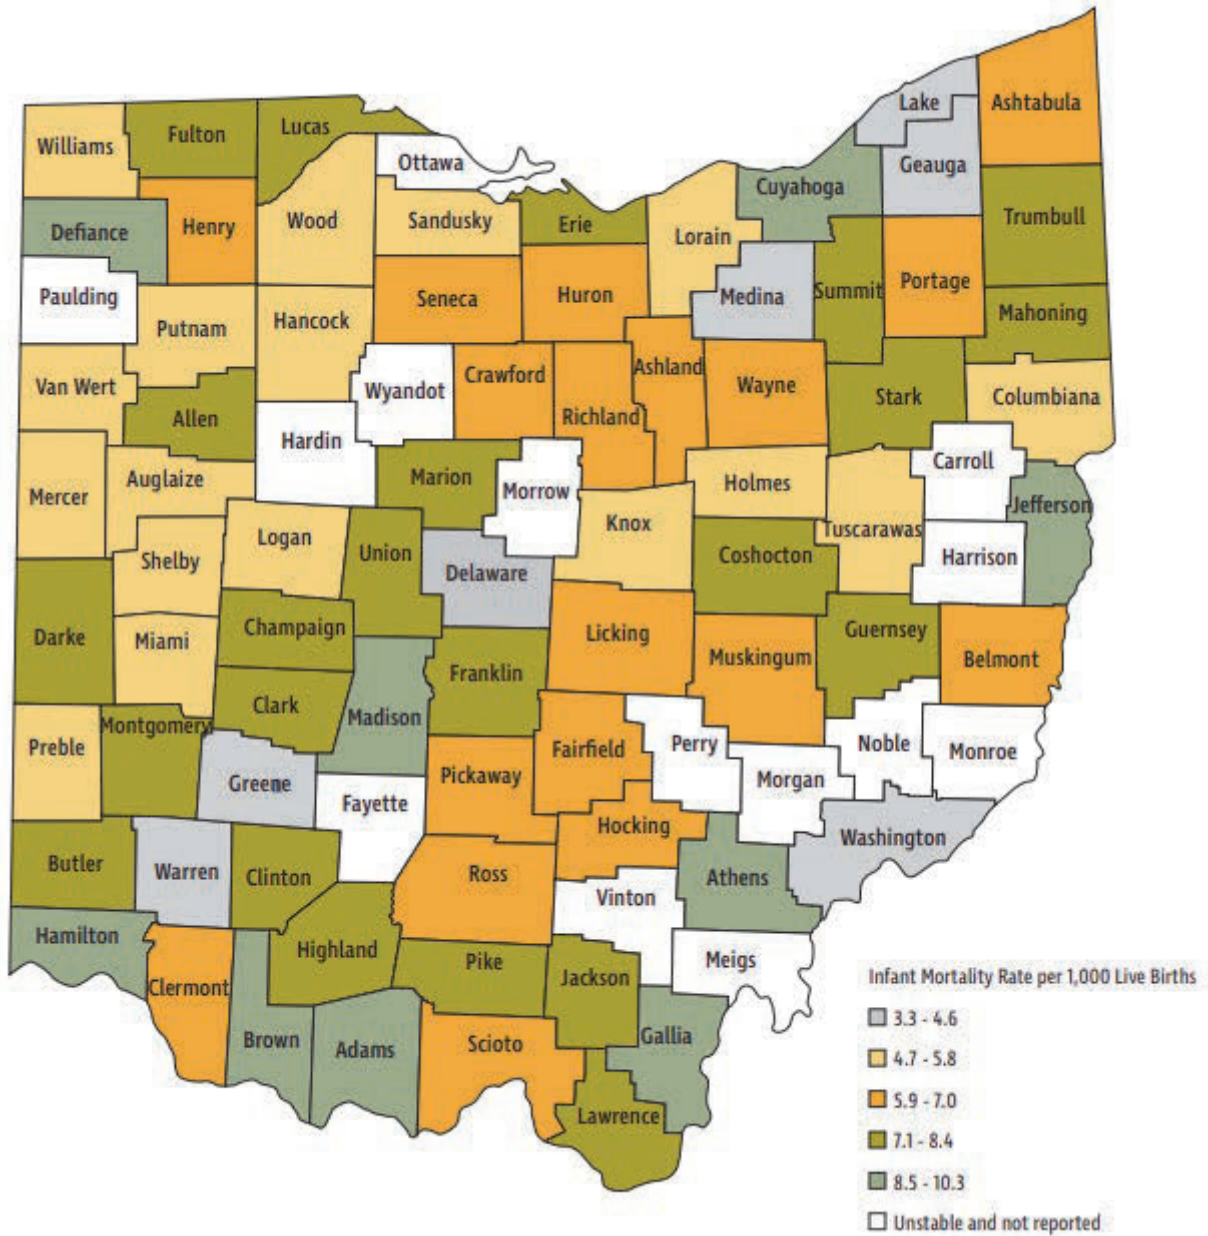 Lake
Ashtabula
Williams
Fulton
Lucas
Ottawa
Geauga
Cuyahoga
Defiance
Henry
Wood
Sandusky
Erie
Lorain
Trumbull
Paulding
Putnam
Hancock
Seneca
Huron
Medina
Summit
Portage
Mahoning
Van Wert
Allen
Wyandot
Crawford
Richland
Ashland
Wayne
Stark
Columbiana
Hardin
Mercer
Auglaize
Marion
Morrow
Knox
Holmes
Carroll
Jefferson
Shelby
Logan
Union
Delaware
Coshocton
Tuscarawas
Harrison
Darke
Miami
Champaign
Franklin
Licking
Muskingum
Guernsey
Belmont
Preble
Montgomery
Clark
Madison
Fairfield
Perry
Noble
Monroe
Greene
Fayette
Pickaway
Morgan
Hocking
Washington
Butler
Warren
Clinton
Ross
Vinton
Athens
Hamilton
Highland
Pike
Jackson
Meigs
Clermont
Brown
Adams
Scioto
Gallia
Lawrence
Infant Mortality Rate per 1,000 Live Births
3.3 - 4.6
4.7 - 5.8
5.9 - 7.0
7.1 - 8.4
8.5 - 10.3
Unstable and not reported